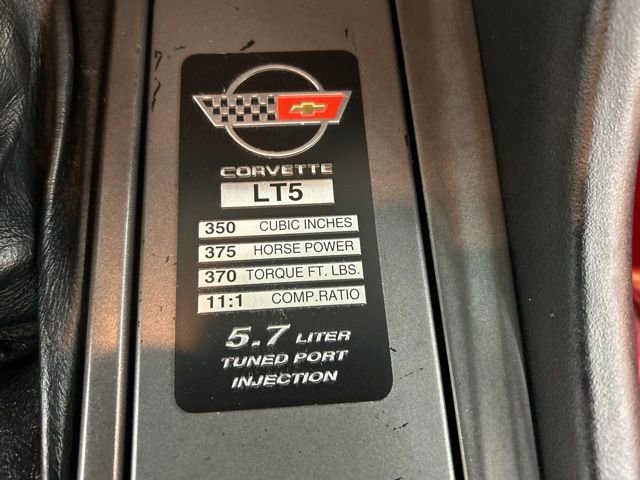 CORVETTE
LT5
350 CUBIC INCHES
375 HORSE POWER
370 TORQUE FT. LBS.
11:1 COMP.RATIO
5.7 LITER
TUNED PORT
INJECTION